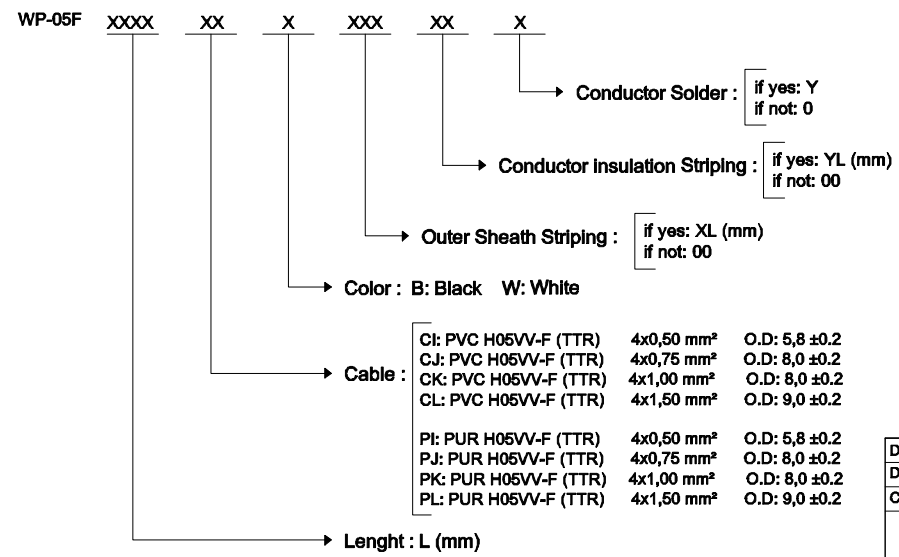 WP-05F XXXX XX X XXX XX X
Conductor Solder : if yes: Y
if not: 0
Conductor insulation Striping : if yes: YL (mm)
if not: 00
Outer Sheath Striping : if yes: XL (mm)
if not: 00
Color : B: Black W: White
Cable :
CI: PVC H05VV-F (TTR) 4x0,50 mm² O.D: 5,8 ±0.2
CJ: PVC H05VV-F (TTR) 4x0,75 mm² O.D: 8,0 ±0.2
CK: PVC H05VV-F (TTR) 4x1,00 mm² O.D: 8,0 ±0.2
CL: PVC H05VV-F (TTR) 4x1,50 mm² O.D: 9,0 ±0.2
PI: PUR H05VV-F (TTR) 4x0,50 mm² O.D: 5,8 ±0.2
PJ: PUR H05VV-F (TTR) 4x0,75 mm² O.D: 8,0 ±0.2
PK: PUR H05VV-F (TTR) 4x1,00 mm² O.D: 8,0 ±0.2
PL: PUR H05VV-F (TTR) 4x1,50 mm² O.D: 9,0 ±0.2
Lenght : L (mm)
D
D
C